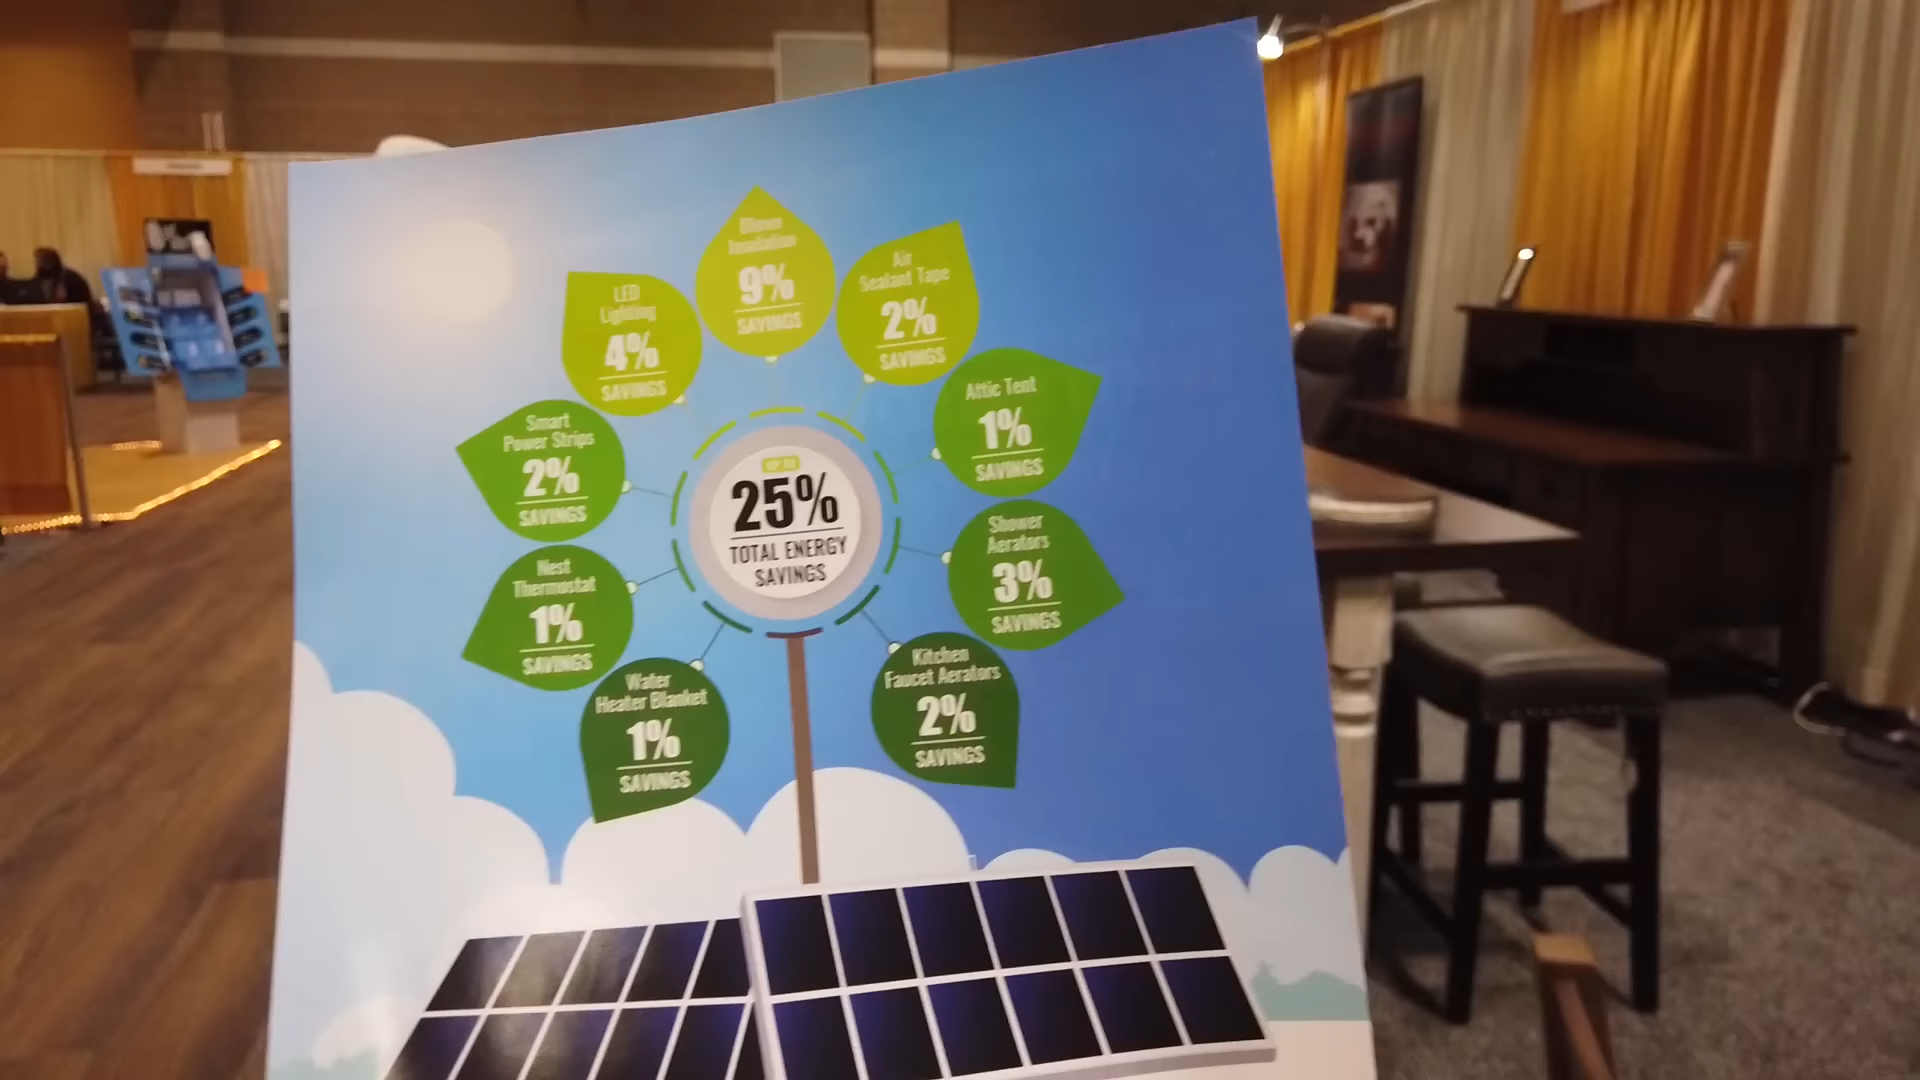 Blown
Insulation
9%
SAVINGS
Air
Sealant Tape
2%
SAVINGS
LED
Lighting
4%
SAVINGS
Attic Tent
1%
SAVINGS
Smart
Power Strips
2%
SAVINGS
UP TO
25%
TOTAL ENERGY
SAVINGS
Shower
Aerators
3%
SAVINGS
Nest
Thermostat
1%
SAVINGS
Kitchen
Faucet Aerators
2%
SAVINGS
Water
Heater Blanket
1%
SAVINGS